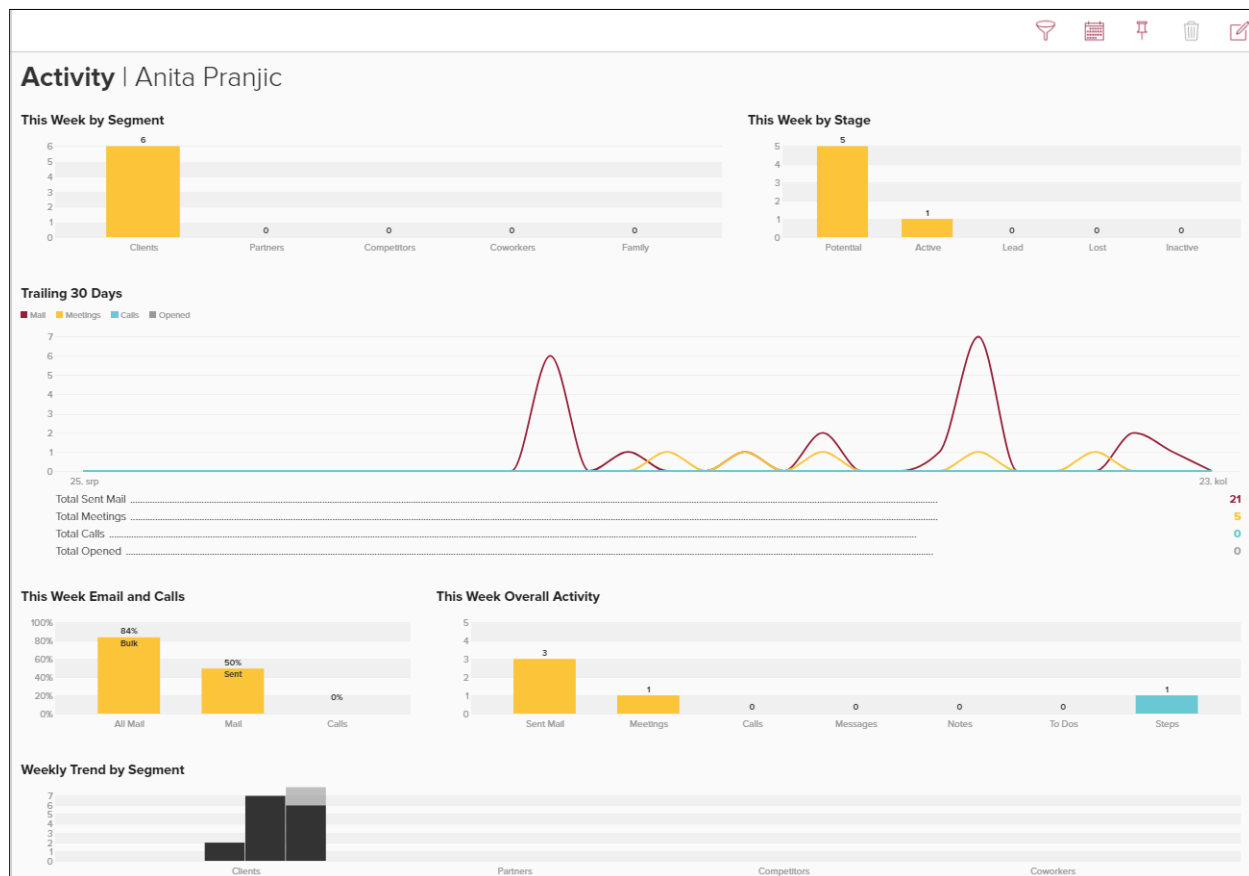 Activity | Anita Pranjic
This Week by Segment
6
6
5
4
3
2
1
0
0
0
0
0
Clients
Partners
Competitors
Coworkers
Family
This Week by Stage
5
5
4
3
2
1
0
1
0
0
0
Potential
Active
Lead
Lost
Inactive
Trailing 30 Days
Mail Meetings Calls Opened
7
6
5
4
3
2
1
0
25. srp
23. kol
Total Sent Mail 21
Total Meetings 5
Total Calls 0
Total Opened 0
This Week Email and Calls
100%
80%
60%
40%
20%
0%
84%
Bulk
50%
Sent
0%
All Mail
Mail
Calls
This Week Overall Activity
5
4
3
2
1
0
3
1
0
0
0
0
1
Sent Mail
Meetings
Calls
Messages
Notes
To Dos
Steps
Weekly Trend by Segment
7
6
5
4
3
2
1
0
Clients
Partners
Competitors
Coworkers